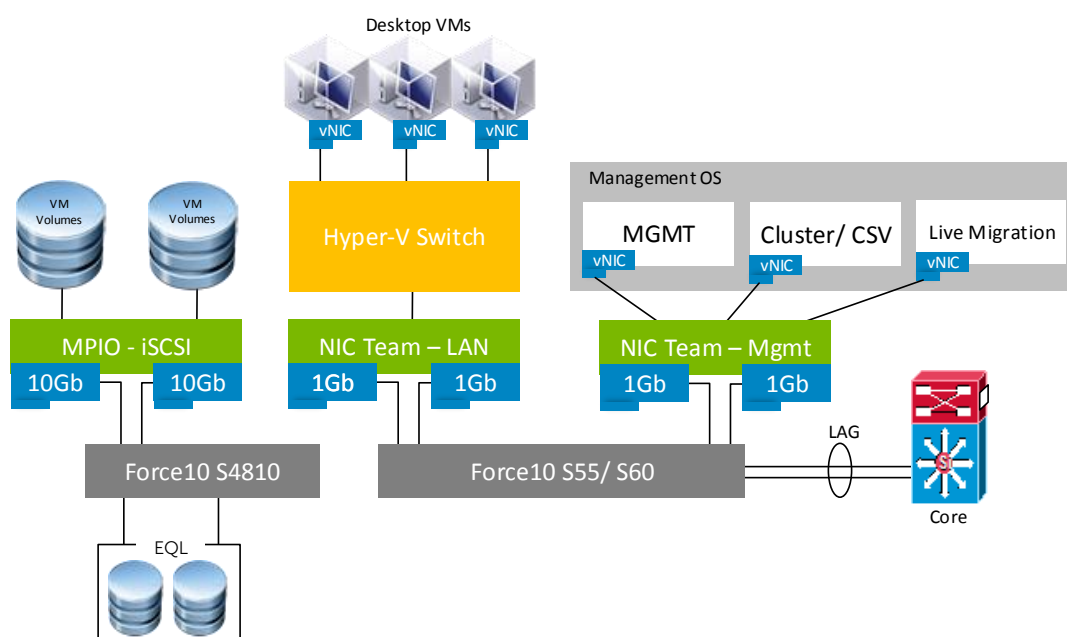 Desktop VMs
vNIC
vNIC
vNIC
VM
Volumes
VM
Volumes
Hyper-V Switch
Management OS
MGMT
Cluster/ CSV
Live Migration
vNIC
vNIC
vNIC
MPIO - iSCSI
NIC Team – LAN
NIC Team – Mgmt
10Gb
10Gb
1Gb
1Gb
1Gb
1Gb
Force10 S4810
Force10 S55/ S60
LAG
Si
Core
EQL